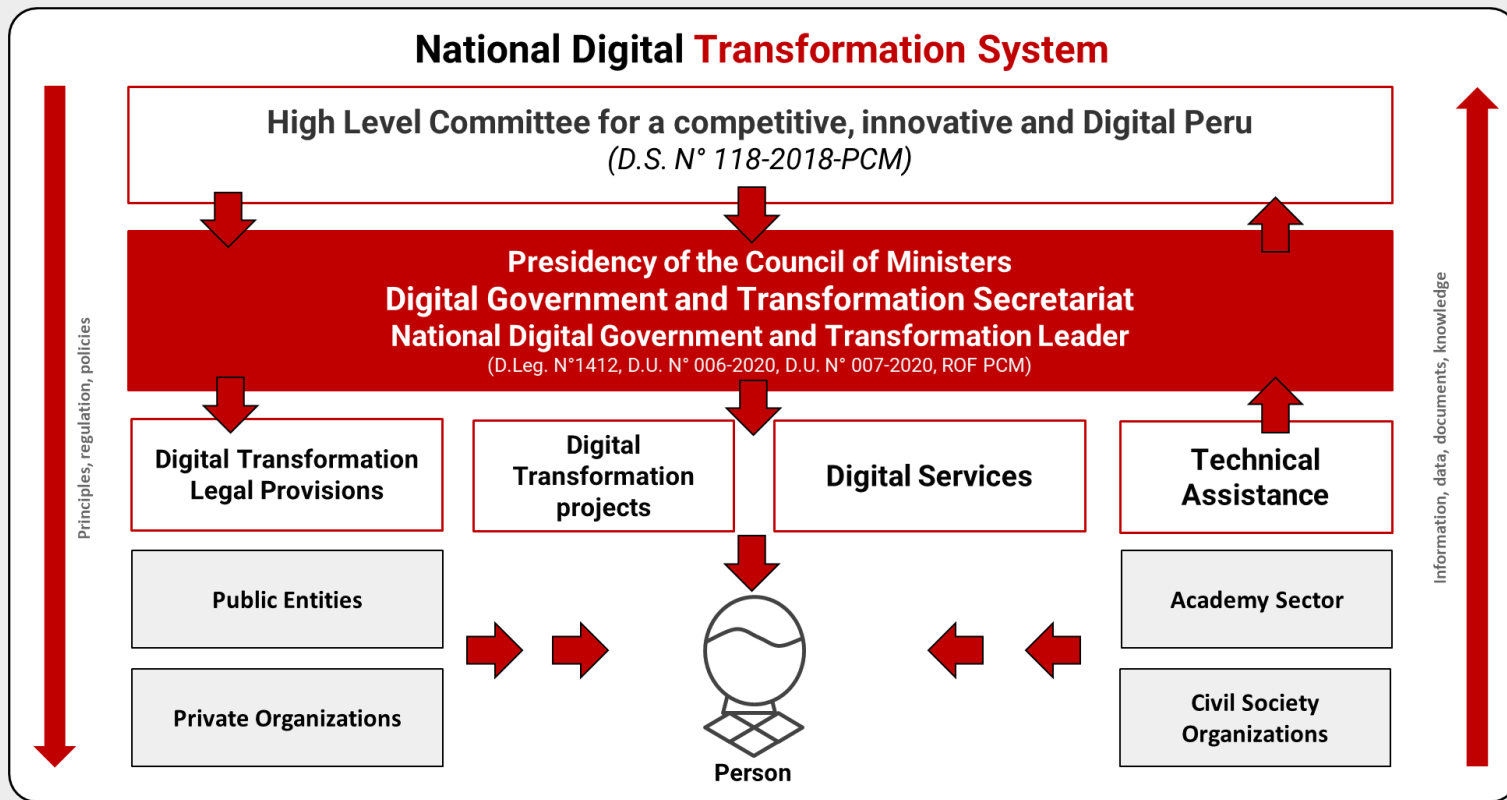 National Digital Transformation System
High Level Committee for a competitive, innovative and Digital Peru
(D.S. N° 118-2018-PCM)
Presidency of the Council of Ministers
Digital Government and Transformation Secretariat
National Digital Government and Transformation Leader
(D.Leg. N°1412, D.U. N° 006-2020, D.U. N° 007-2020, ROF PCM)
Principles, regulation, policies
Information, data, documents, knowledge
Digital Transformation
Legal Provisions
Digital
Transformation
projects
Digital Services
Technical
Assistance
Public Entities
Private Organizations
Academy Sector
Civil Society
Organizations
Person